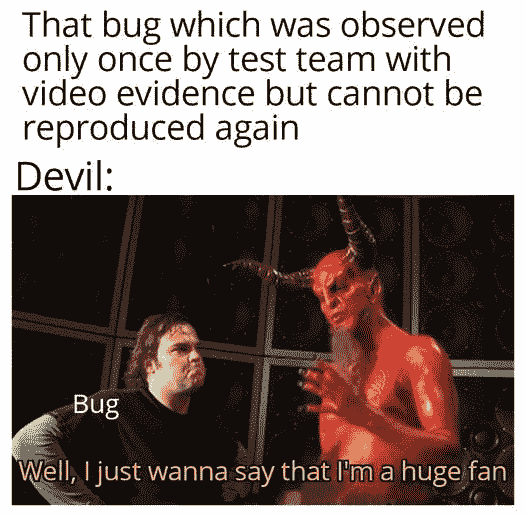 That bug which was observed
only once by test team with
video evidence but cannot be
reproduced again
Devil:
Bug
Well, I just wanna say that I'm a huge fan